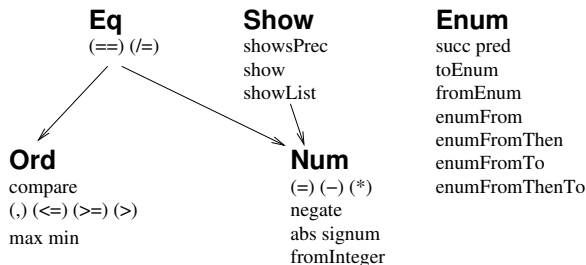 Eq
(==) (/=)
Show
showsPrec
show
showList
Enum
succ pred
toEnum
fromEnum
enumFrom
enumFromThen
enumFromTo
enumFromThenTo
Ord
compare
(,) (<=) (>=) (>)
max min
Num
(=) (−) (*)
negate
abs signum
fromInteger